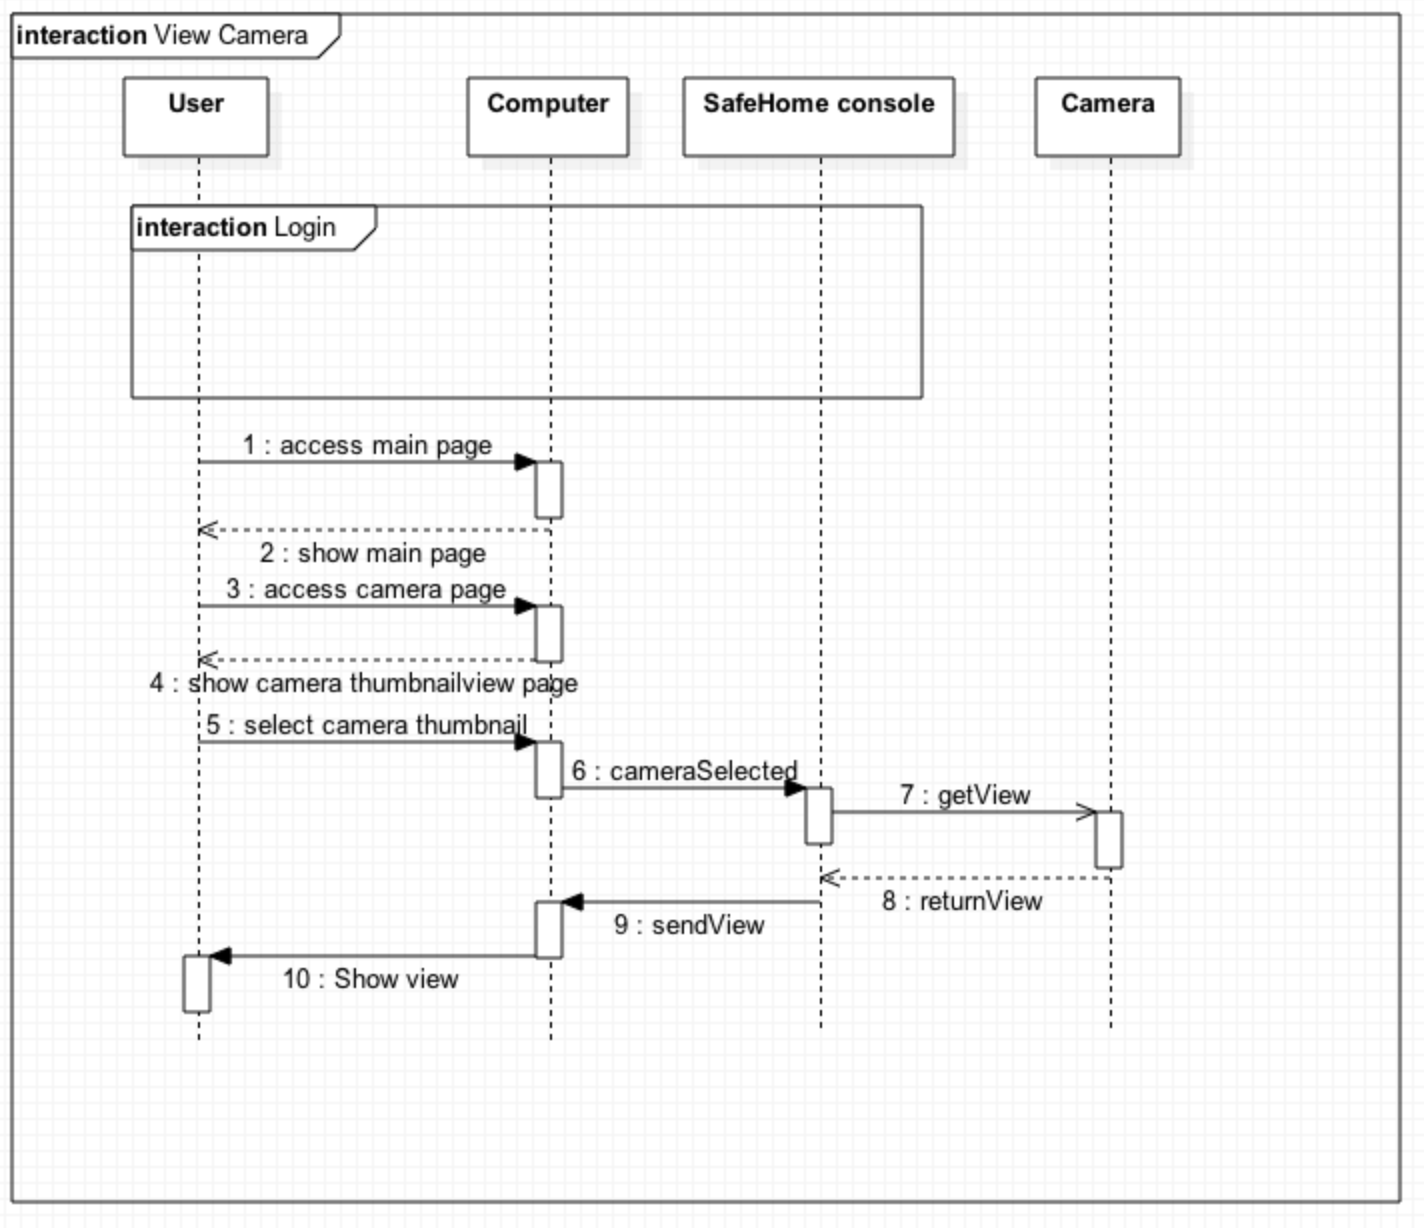 interaction View Camera
User
Computer
SafeHome console
Camera
interaction Login
1 : access main page
2 : show main page
3 : access camera page
4 : show camera thumbnailview page
5 : select camera thumbnail
6 : cameraSelected
7 : getView
8 : returnView
9 : sendView
10 : Show view